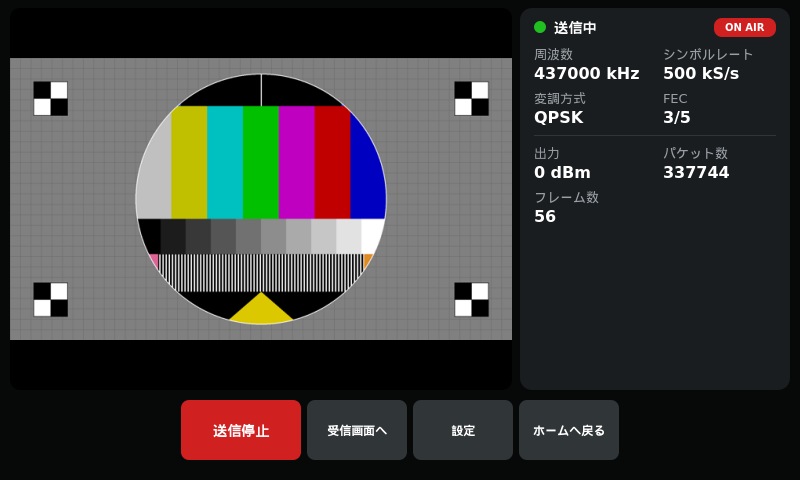 送信中 ON AIR
周波数 シンボルレート
437000 kHz 500 kS/s
変調方式 FEC
QPSK 3/5
出力 パケット数
0 dBm 337744
フレーム数
56
送信停止 受信画面へ 設定 ホームへ戻る